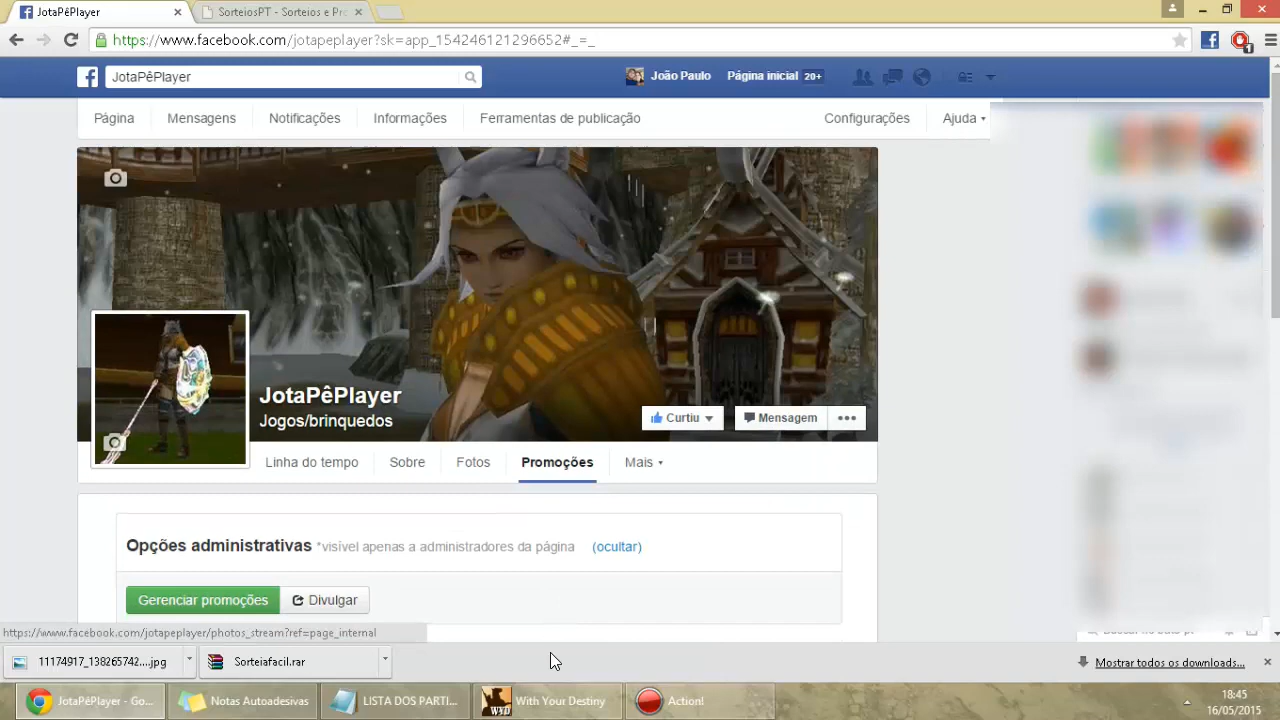 JotaPêPlayer
SorteiosPT - Sorteios e Pro
https://www.facebook.com/jotapeplayer?sk=app_154246121296652#_=_
1
JotaPêPlayer
João Paulo
Página inicial 20+
Página
Mensagens
Notificações
Informações
Ferramentas de publicação
Configurações
Ajuda
JotaPêPlayer
Jogos/brinquedos
Curtiu
Mensagem
Linha do tempo
Sobre
Fotos
Promoções
Mais
Opções administrativas *visível apenas a administradores da página (ocultar)
Gerenciar promoções
Divulgar
https://www.facebook.com/jotapeplayer/photos_stream?ref=page_internal
11174917_138265742....jpg
Sorteiafacil.rar
Mostrar todos os downloads...
JotaPêPlayer - Go...
Notas Autoadesivas
LISTA DOS PARTI...
WYD
With Your Destiny
Action!
18:45
16/05/2015